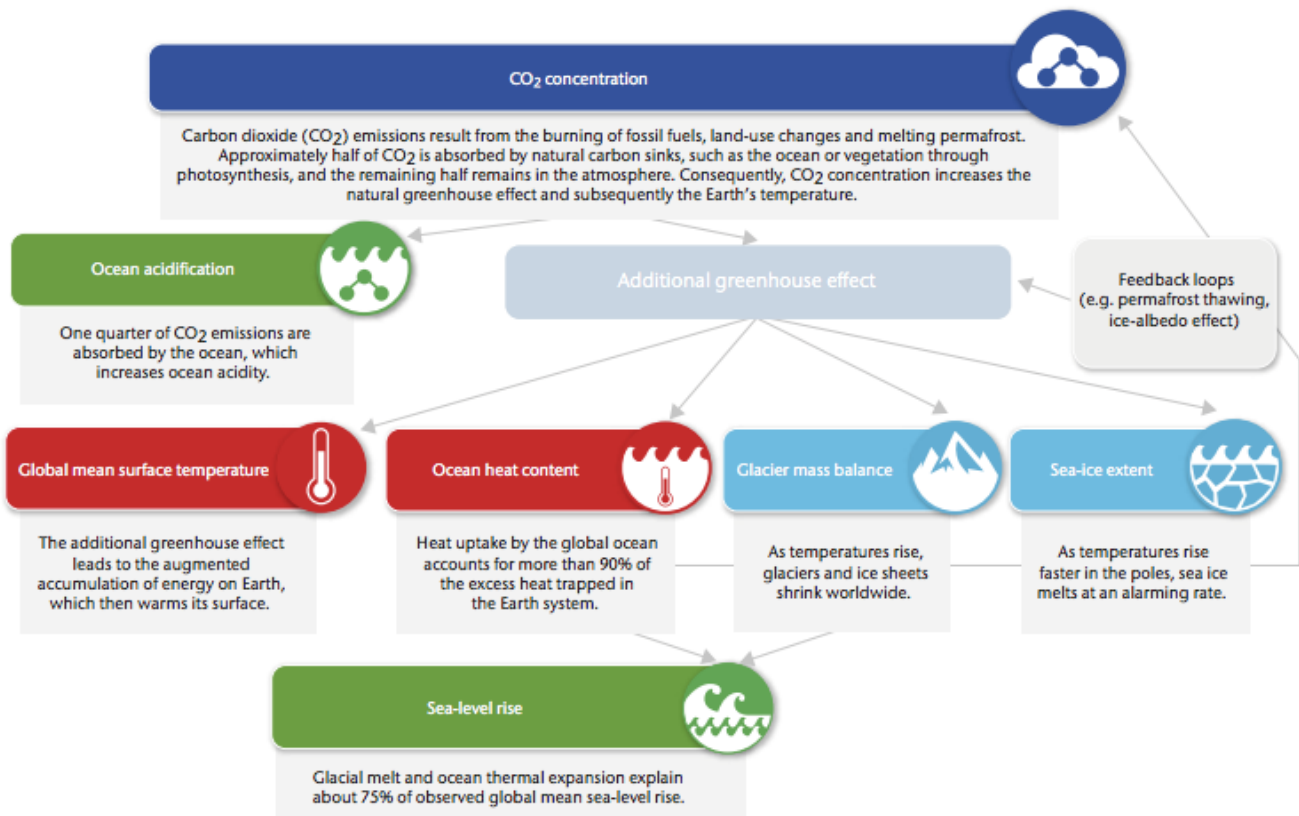 CO2 concentration
Carbon dioxide (CO2) emissions result from the burning of fossil fuels, land-use changes and melting permafrost.
Approximately half of CO2 is absorbed by natural carbon sinks, such as the ocean or vegetation through
photosynthesis, and the remaining half remains in the atmosphere. Consequently, CO2 concentration increases the
natural greenhouse effect and subsequently the Earth's temperature.
Ocean acidification
One quarter of CO2 emissions are
absorbed by the ocean, which
increases ocean acidity.
Additional greenhouse effect
Feedback loops
(e.g. permafrost thawing,
ice-albedo effect)
Global mean surface temperature
The additional greenhouse effect
leads to the augmented
accumulation of energy on Earth,
which then warms its surface.
Ocean heat content
Heat uptake by the global ocean
accounts for more than 90% of
the excess heat trapped in
the Earth system.
Glacier mass balance
As temperatures rise,
glaciers and ice sheets
shrink worldwide.
Sea-ice extent
As temperatures rise
faster in the poles, sea ice
melts at an alarming rate.
Sea-level rise
Glacial melt and ocean thermal expansion explain
about 75% of observed global mean sea-level rise.